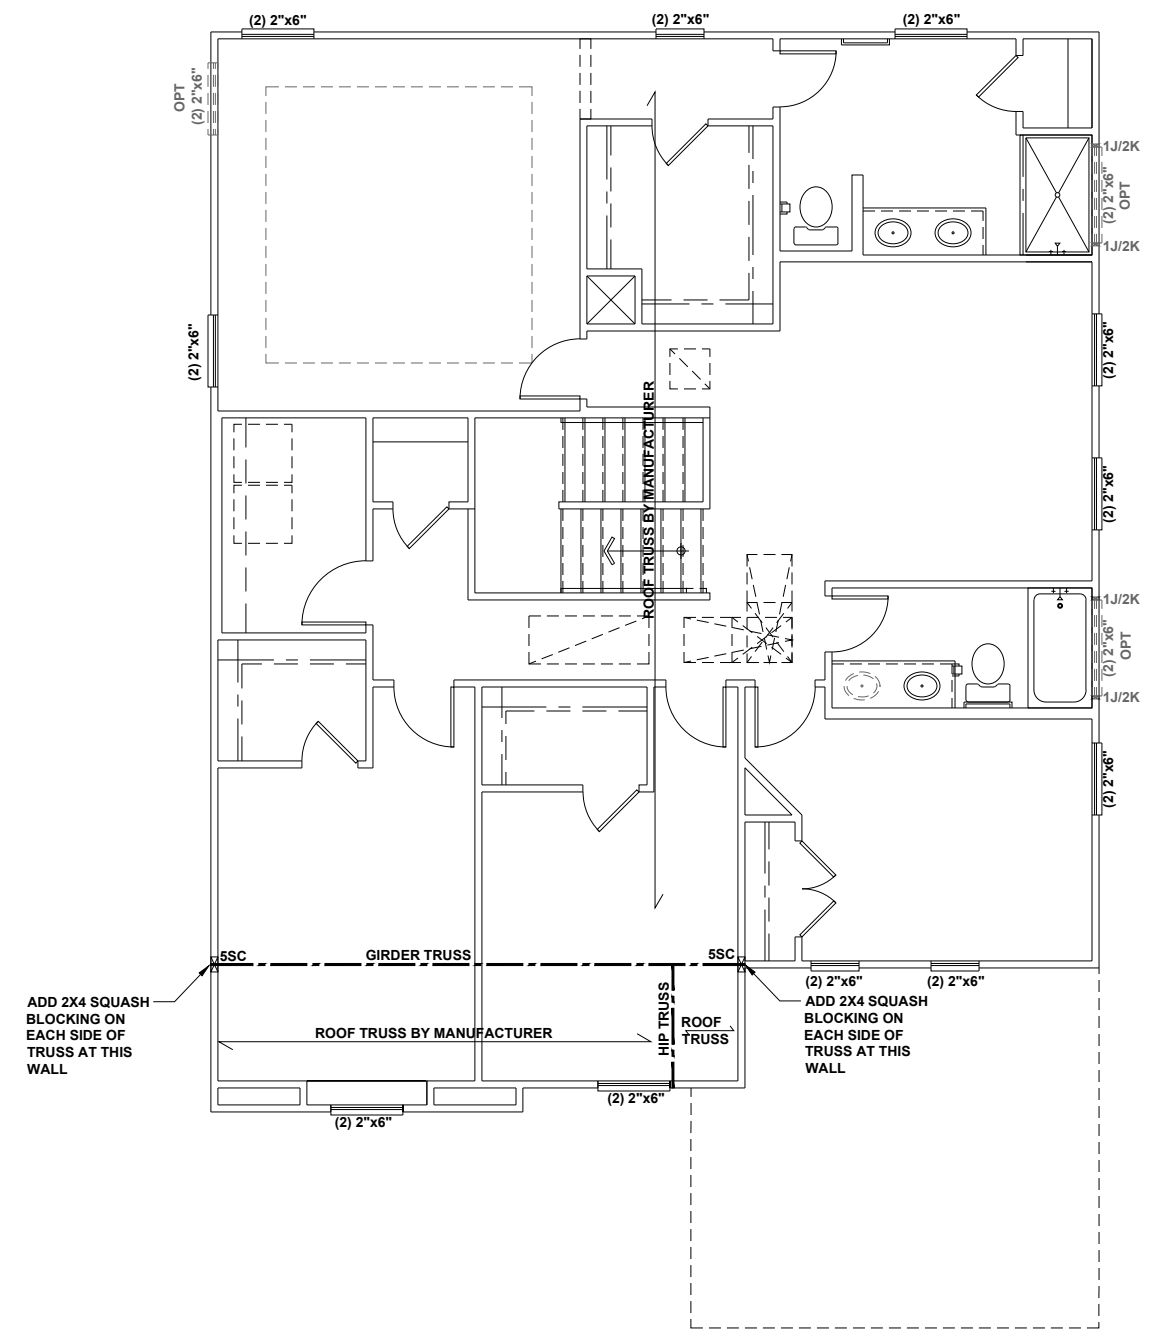 (2) 2"x6"
(2) 2"x6"
(2) 2"x6"
OPT
(2) 2"x6"
1J/2K
(2) 2"x6"
OPT
1J/2K
(2) 2"x6"
(2) 2"x6"
ROOF TRUSS BY MANUFACTURER
(2) 2"x6"
1J/2K
(2) 2"x6"
OPT
1J/2K
(2) 2"x6"
5SC
GIRDER TRUSS
5SC
(2) 2"x6"
(2) 2"x6"
ADD 2X4 SQUASH
BLOCKING ON
EACH SIDE OF
TRUSS AT THIS
WALL
ROOF TRUSS BY MANUFACTURER
HIP TRUSS
ROOF
TRUSS
ADD 2X4 SQUASH
BLOCKING ON
EACH SIDE OF
TRUSS AT THIS
WALL
(2) 2"x6"
(2) 2"x6"